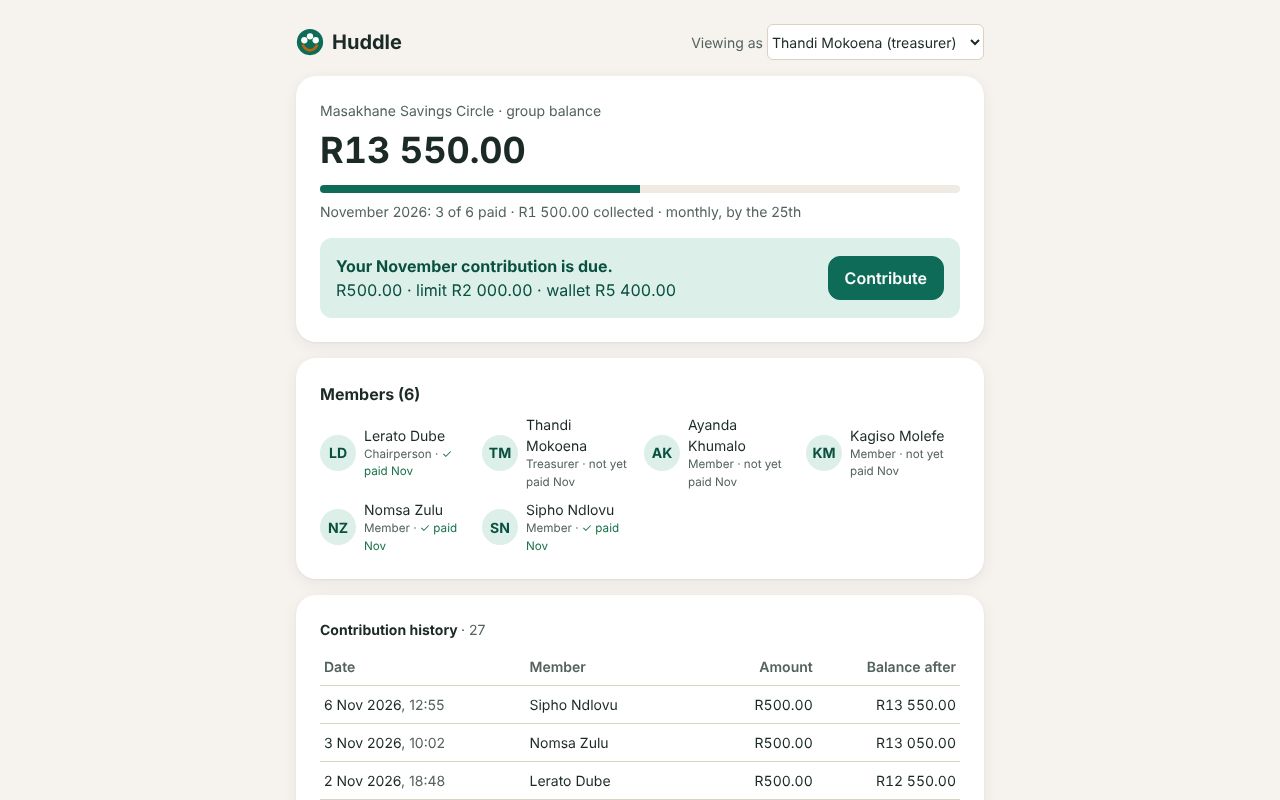 Huddle
Viewing as Thandi Mokoena (treasurer)
Masakhane Savings Circle · group balance
R13 550.00
November 2026: 3 of 6 paid · R1 500.00 collected · monthly, by the 25th
Your November contribution is due.
R500.00 · limit R2 000.00 · wallet R5 400.00
Contribute
Members (6)
LD
Lerato Dube
Chairperson · ✓
paid Nov
TM
Thandi
Mokoena
Treasurer · not yet
paid Nov
AK
Ayanda
Khumalo
Member · not yet
paid Nov
KM
Kagiso Molefe
Member · not yet
paid Nov
NZ
Nomsa Zulu
Member · ✓ paid
Nov
SN
Sipho Ndlovu
Member · ✓ paid
Nov
Contribution history · 27
Date Member Amount Balance after
6 Nov 2026, 12:55 Sipho Ndlovu R500.00 R13 550.00
3 Nov 2026, 10:02 Nomsa Zulu R500.00 R13 050.00
2 Nov 2026, 18:48 Lerato Dube R500.00 R12 550.00